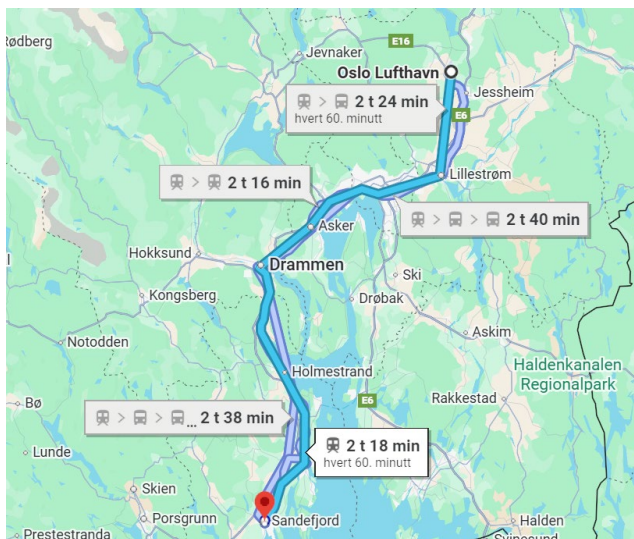 Rødberg
Jevnaker
E16
Oslo Lufthavn
Jessheim
> 2 t 24 min
hvert 60. minutt
E6
Lillestrøm
> 2 t 16 min
Asker
> > 2 t 40 min
Hokksund
Drammen
Ski
Kongsberg
Drøbak
Notodden
Askim
Holmestrand
Haldenkanalen
Regionalpark
E6
Rakkestad
Bø
> > ... 2 t 38 min
2 t 18 min
hvert 60. minutt
Lunde
Skien
Porsgrunn
Sandefjord
Halden
Prestestranda
Svinesund